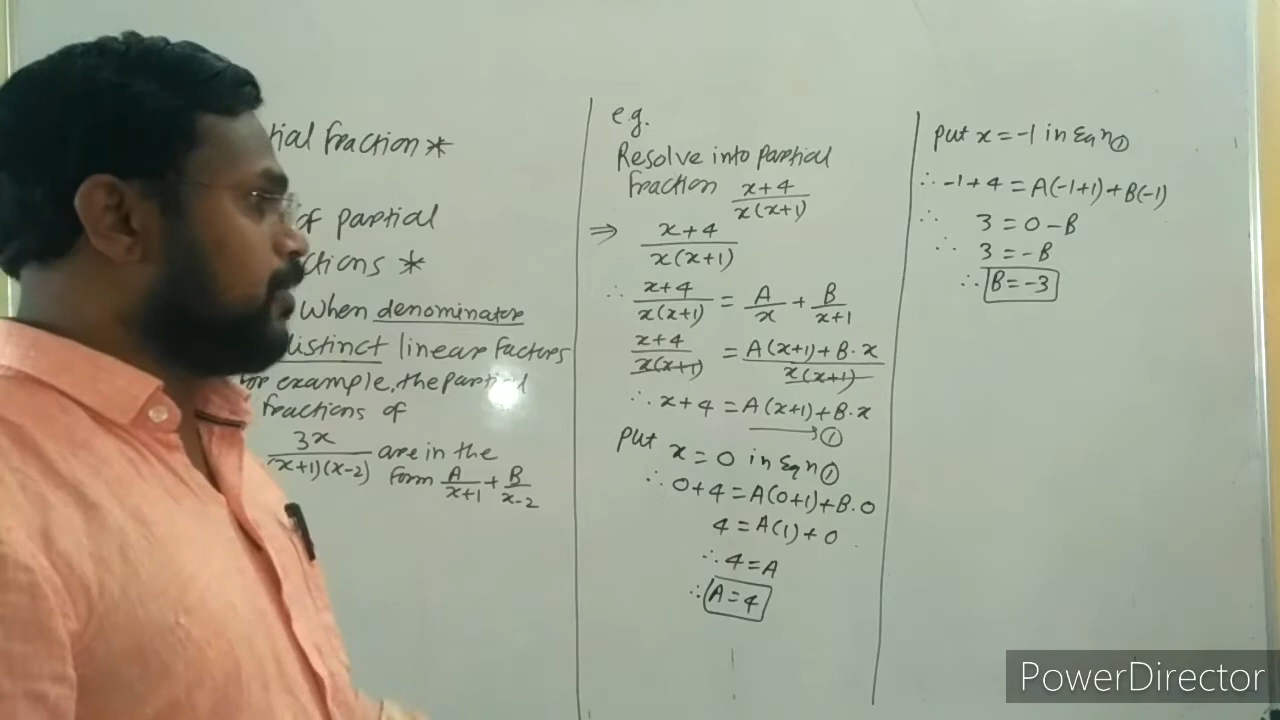 tial fraction *
of partial
ctions *
When denominator
distinct linear factors
for example, the partial
fractions of
3x/(x+1)(x-2) are in the
form A/x+1 + B/x-2
e.g.
Resolve into partial
fraction x+4/x(x+1)
⇒ x+4/x(x+1)
∴ x+4/x(x+1) = A/x + B/x+1
x+4/x(x+1) = A(x+1)+B·x/x(x+1)
∴ x+4 = A(x+1)+B·x
→ ①
put x = 0 in Eqn ①
∴ 0+4 = A(0+1)+B·0
4 = A(1)+0
∴ 4 = A
∴ A = 4
put x = -1 in Eqn ①
∴ -1+4 = A(-1+1)+B(-1)
∴ 3 = 0-B
∴ 3 = -B
∴ B = -3
PowerDirector